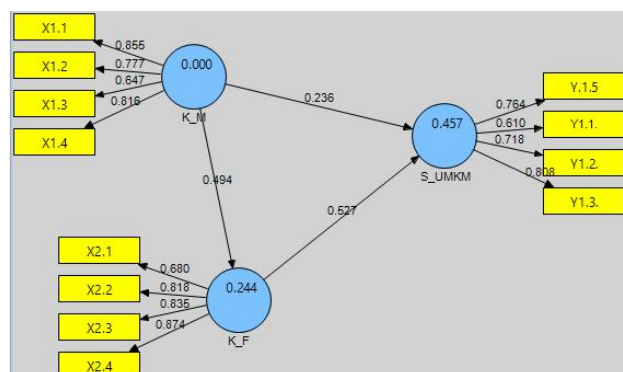 X1.1
0.855
X1.2
0.777
0.647
X1.3
0.816
X1.4
0.000
K_M
0.236
0.494
0.457
S_UMKM
0.764
Y.1.5
0.610
Y1.1.
0.718
Y1.2.
0.808
Y1.3.
0.527
X2.1
0.680
X2.2
0.818
0.835
X2.3
0.874
X2.4
0.244
K_F